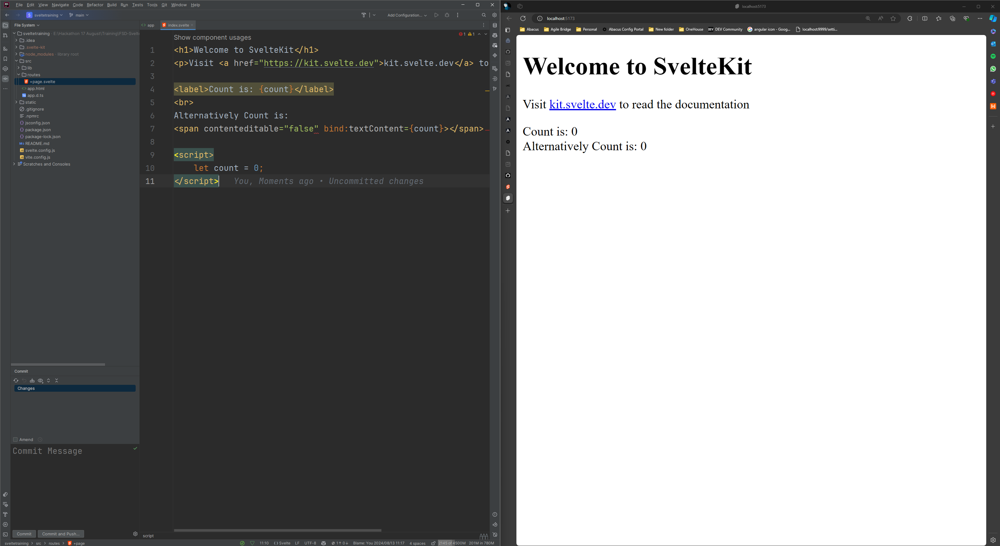 File Edit View Navigate Code Refactor Build Run Tests Tools Git Window Help
S sveltetraining main Add Configuration...
File System
sveltetraining E:\Hackathon 17 August\Training\FSD-Svelte
.idea
.svelte-kit
node_modules library root
src
lib
routes
+page.svelte
app.html
app.d.ts
static
.gitignore
.npmrc
jsconfig.json
package.json
package-lock.json
README.md
svelte.config.js
vite.config.js
Scratches and Consoles
Commit
Changes
Amend
Commit Message
Commit Commit and Push...
app index.svelte
1 1
Show component usages
1 <h1>Welcome to SvelteKit</h1>
2 <p>Visit <a href="https://kit.svelte.dev">kit.svelte.dev</a> to
3
4 <label>Count is: {count}</label>
5 <br>
6 Alternatively Count is:
7 <span contenteditable="false" bind:textContent={count}></span>
8
9 <script>
10 let count = 0;
11 </script> You, Moments ago • Uncommitted changes
script
sveltetraining > src > routes > +page 11:10 { } Svelte LF UTF-8 1↑ 0↓ Blame: You 2024/08/13 11:17 4 spaces 2145 of 4500M 201M in 780M
localhost:5173
localhost:5173
Abacus Agile Bridge Personal Abacus Config Portal New folder OneHouse DEV DEV Community angular icon - Goog... localhost:9999/setti...
Welcome to SvelteKit
Visit kit.svelte.dev to read the documentation
Count is: 0
Alternatively Count is: 0